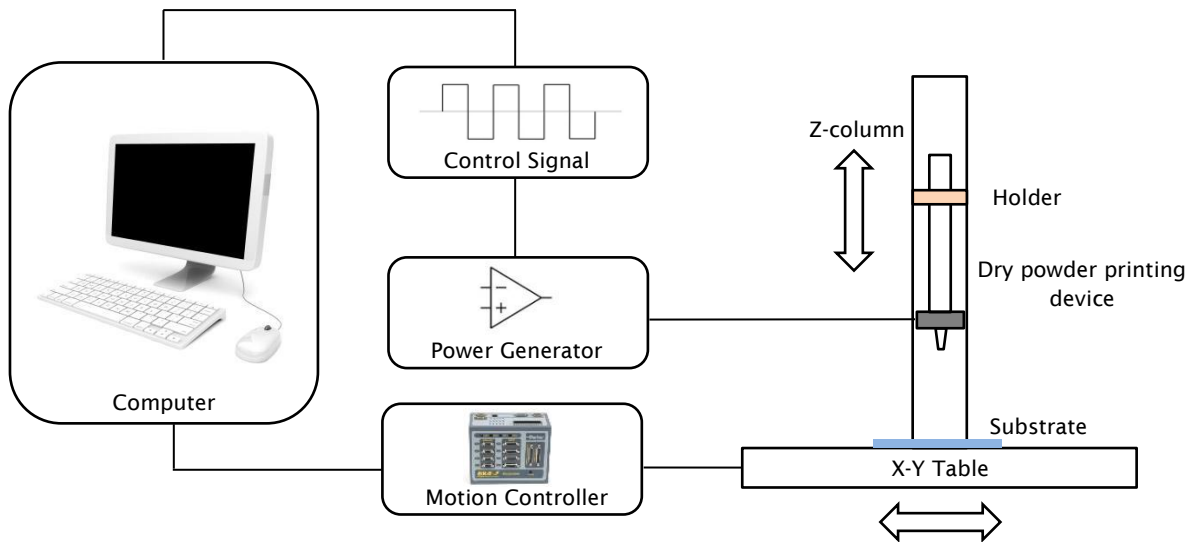 Control Signal
Z-column
Holder
Dry powder printing
device
Power Generator
Computer
Substrate
X-Y Table
Motion Controller